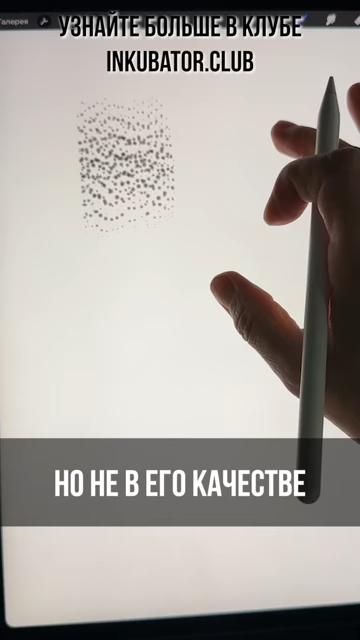 УЗНАЙТЕ БОЛЬШЕ В КЛУБЕ
Галерея
INKUBATOR.CLUB
НО НЕ В ЕГО КАЧЕСТВЕ